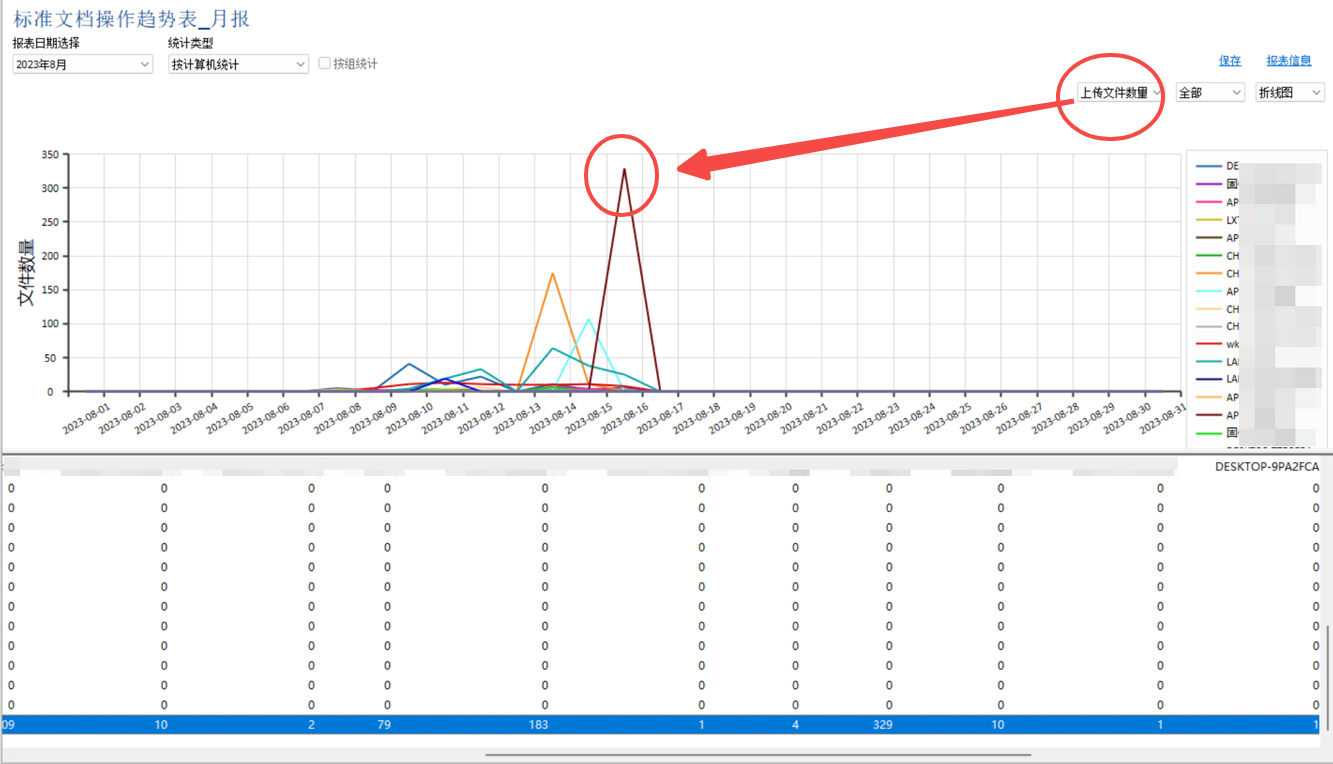 标准文档操作趋势表_月报
报表日期选择 统计类型
2023年8月 按计算机统计 按组统计
保存 报表信息
上传文件数量 全部 折线图
文件数量
350
300
250
200
150
100
50
0
DE
固
AP
LXT
AP
CH
CH
AP
CH
CH
wk
LAI
LAI
AP
AP
固
2023-08-01 2023-08-02 2023-08-03 2023-08-04 2023-08-05 2023-08-06 2023-08-07 2023-08-08 2023-08-09 2023-08-10 2023-08-11 2023-08-12 2023-08-13 2023-08-14 2023-08-15 2023-08-16 2023-08-17 2023-08-18 2023-08-19 2023-08-20 2023-08-21 2023-08-22 2023-08-23 2023-08-24 2023-08-25 2023-08-26 2023-08-27 2023-08-28 2023-08-29 2023-08-30 2023-08-31
DESKTOP-9PA2FCA
0 0 0 0 0 0 0 0 0 0 0
0 0 0 0 0 0 0 0 0 0 0
0 0 0 0 0 0 0 0 0 0 0
0 0 0 0 0 0 0 0 0 0 0
0 0 0 0 0 0 0 0 0 0 0
0 0 0 0 0 0 0 0 0 0 0
0 0 0 0 0 0 0 0 0 0 0
0 0 0 0 0 0 0 0 0 0 0
0 0 0 0 0 0 0 0 0 0 0
0 0 0 0 0 0 0 0 0 0 0
0 0 0 0 0 0 0 0 0 0 0
0 0 0 0 0 0 0 0 0 0 0
09 10 2 79 183 1 4 329 10 1 1